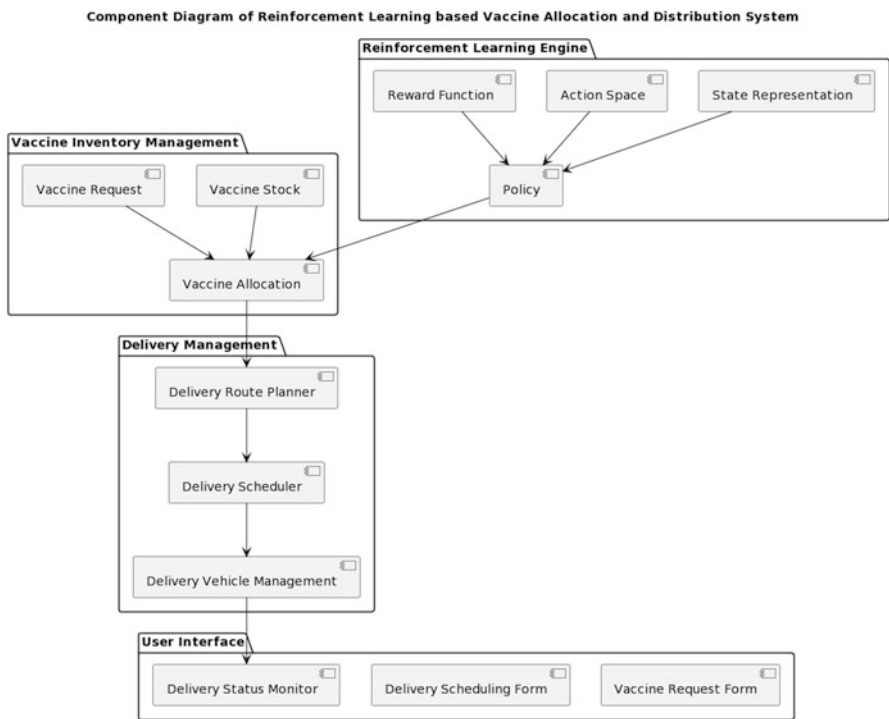 Component Diagram of Reinforcement Learning based Vaccine Allocation and Distribution System
Reinforcement Learning Engine
Reward Function
Action Space
State Representation
Policy
Vaccine Inventory Management
Vaccine Request
Vaccine Stock
Vaccine Allocation
Delivery Management
Delivery Route Planner
Delivery Scheduler
Delivery Vehicle Management
User Interface
Delivery Status Monitor
Delivery Scheduling Form
Vaccine Request Form